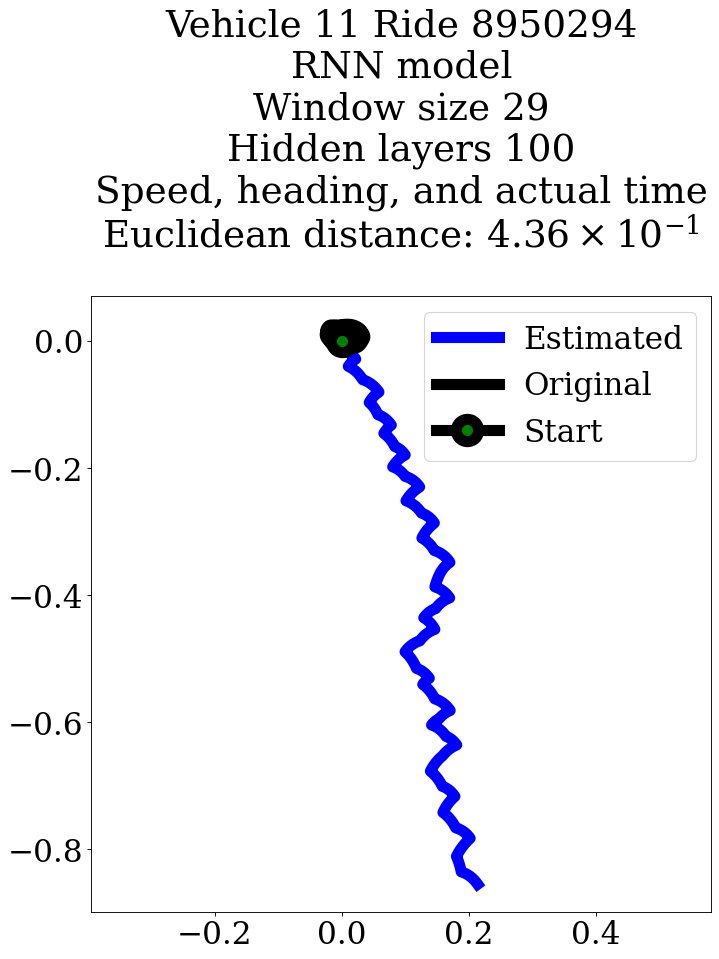 Vehicle 11 Ride 8950294
RNN model
Window size 29
Hidden layers 100
Speed, heading, and actual time
Euclidean distance: 4.36 × 10⁻¹
Estimated
Original
Start
0.0
−0.2
−0.4
−0.6
−0.8
−0.2 0.0 0.2 0.4